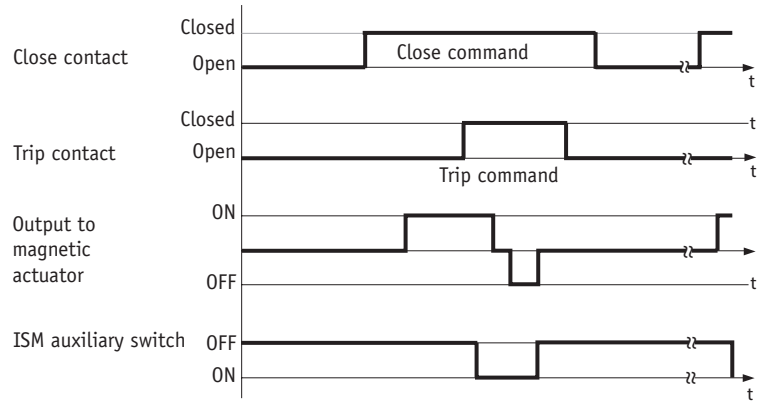 Closed
Close contact
Close command
Open
t
Closed
t
Trip contact
Open
t
Trip command
ON
Output to
magnetic
actuator
OFF
t
ISM auxiliary switch
OFF
ON
t